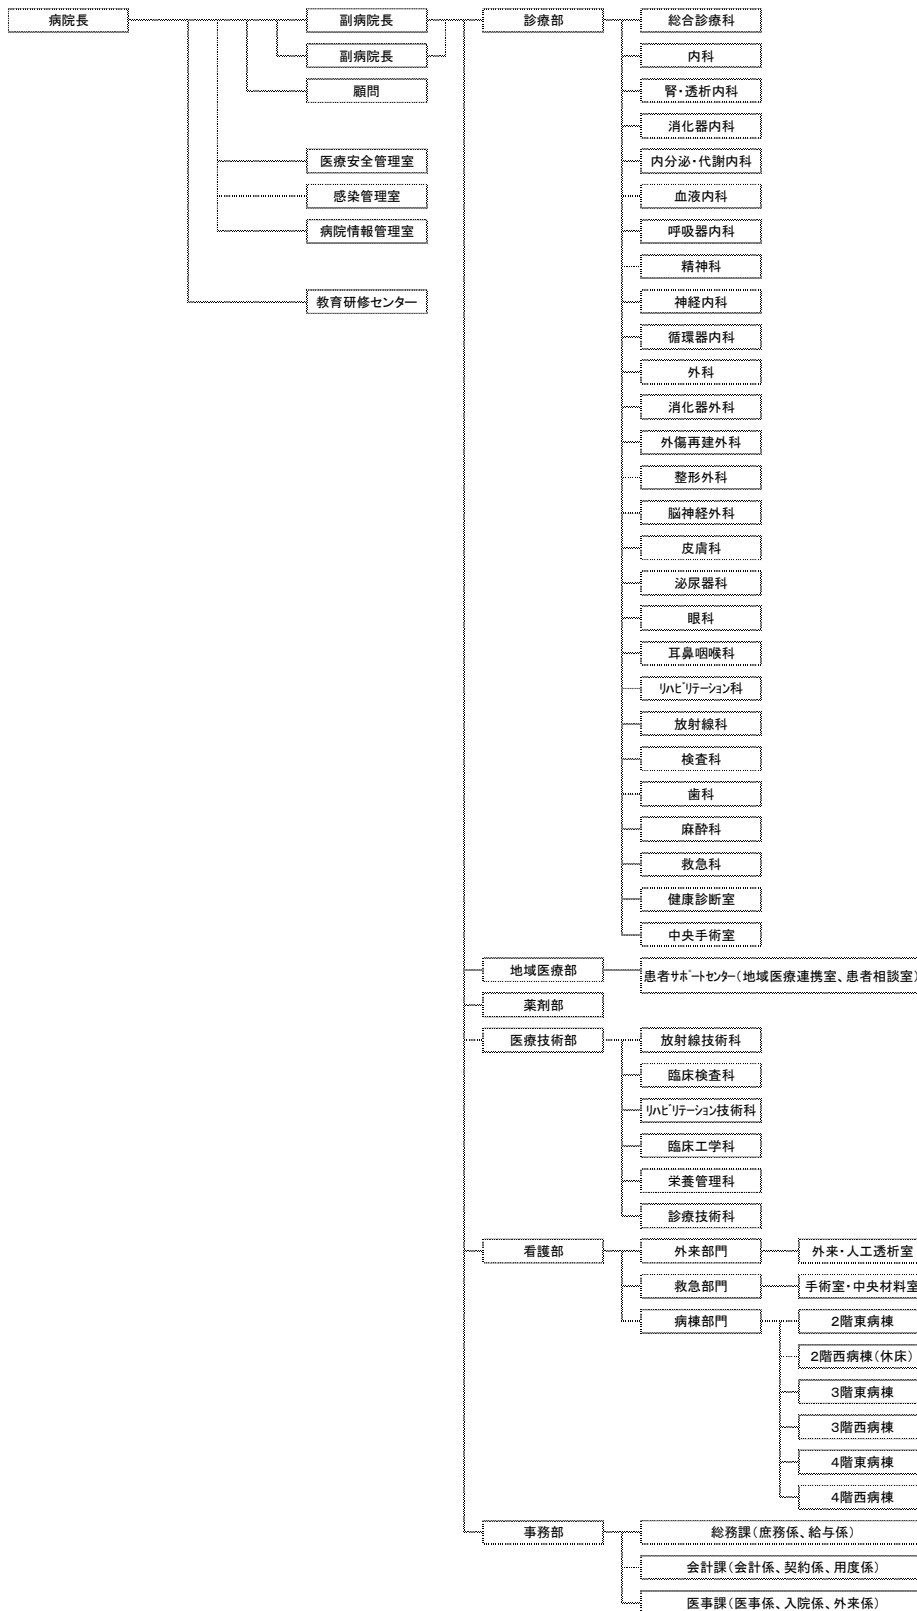 病院長
副病院長
診療部
総合診療科
副病院長
内科
顧問
腎・透析内科
消化器内科
医療安全管理室
内分泌・代謝内科
感染管理室
血液内科
病院情報管理室
呼吸器内科
精神科
教育研修センター
神経内科
循環器内科
外科
消化器外科
外傷再建外科
整形外科
脳神経外科
皮膚科
泌尿器科
眼科
耳鼻咽喉科
ﾘﾊﾋﾞﾘﾃｰｼｮﾝ科
放射線科
検査科
歯科
麻酔科
救急科
健康診断室
中央手術室
地域医療部
患者ｻﾎﾟｰﾄｾﾝﾀｰ(地域医療連携室、患者相談室)
薬剤部
医療技術部
放射線技術科
臨床検査科
ﾘﾊﾋﾞﾘﾃｰｼｮﾝ技術科
臨床工学科
栄養管理科
診療技術科
看護部
外来部門
外来・人工透析室
救急部門
手術室・中央材料室
病棟部門
2階東病棟
2階西病棟(休床)
3階東病棟
3階西病棟
4階東病棟
4階西病棟
事務部
総務課(庶務係、給与係)
会計課(会計係、契約係、用度係)
医事課(医事係、入院係、外来係)